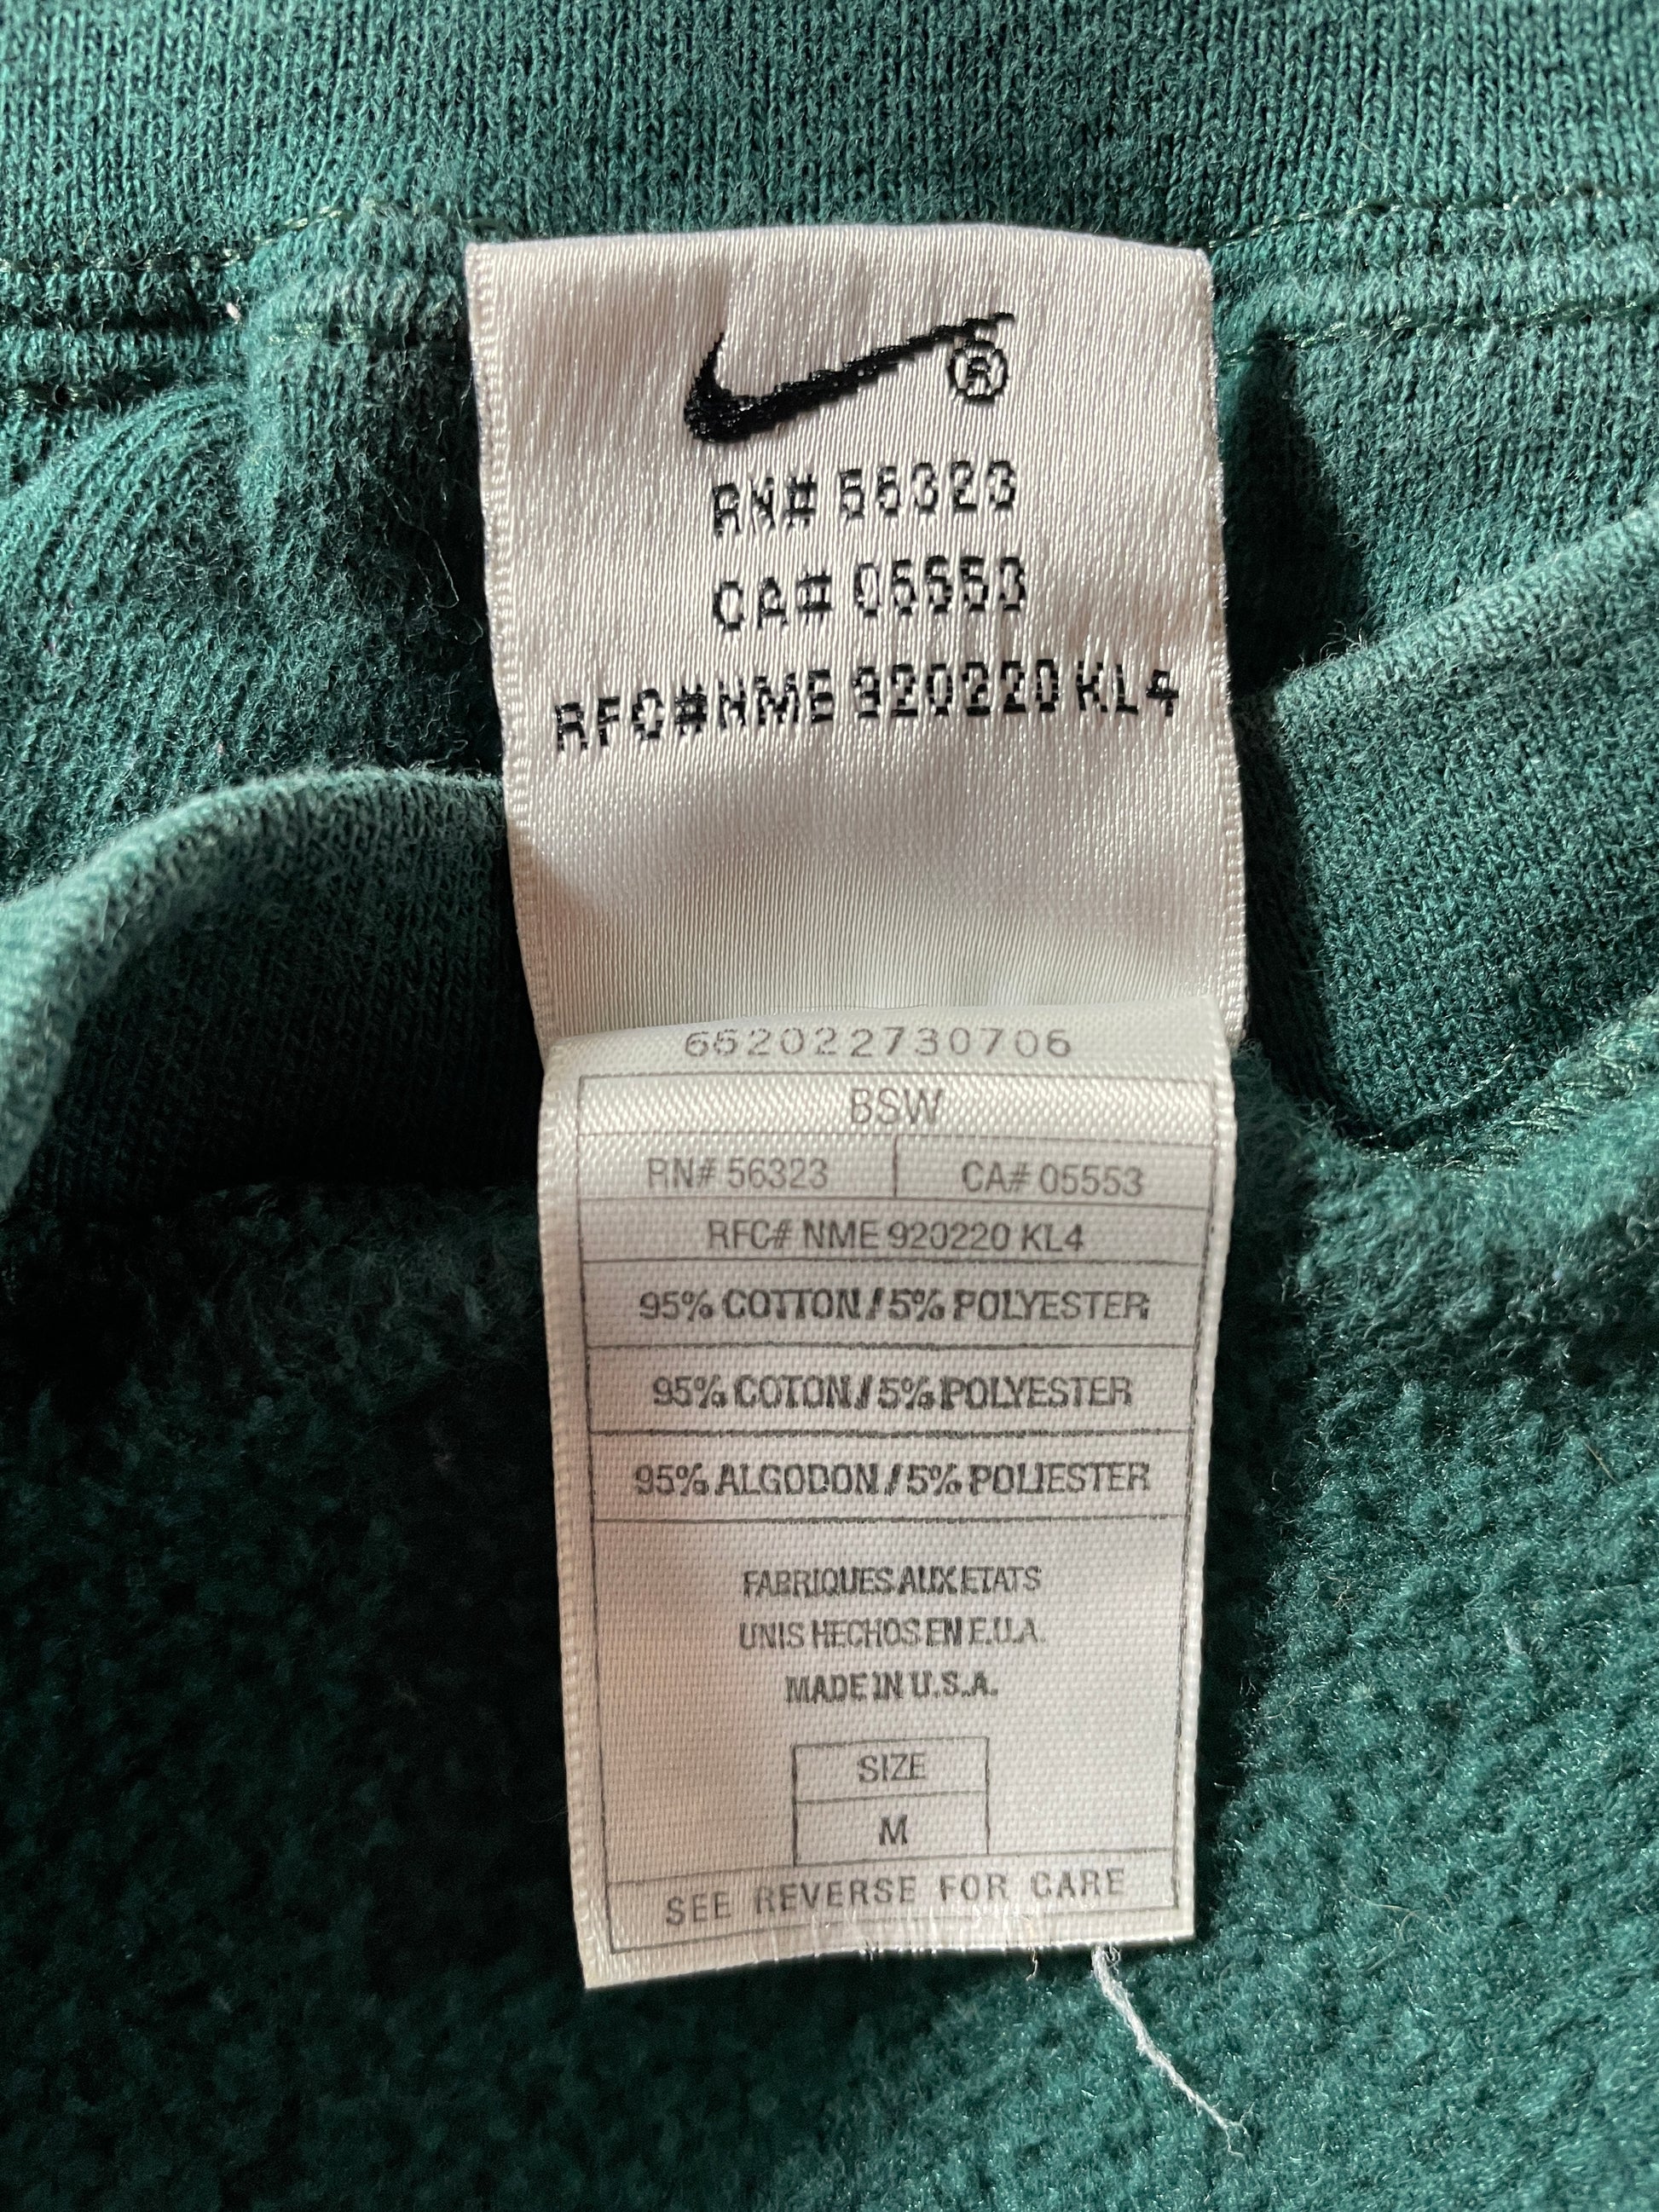 ®
RN# 56323
CA# 05553
RFC#NME 920220 KL4
662022730706
BSW
RN# 56323 CA# 05553
RFC# NME 920220 KL4
95% COTTON / 5% POLYESTER
95% COTON / 5% POLYESTER
95% ALGODON / 5% POLIESTER
FABRIQUES AUX ETATS
UNIS HECHOS EN E.U.A.
MADE IN U.S.A.
SIZE
M
SEE REVERSE FOR CARE